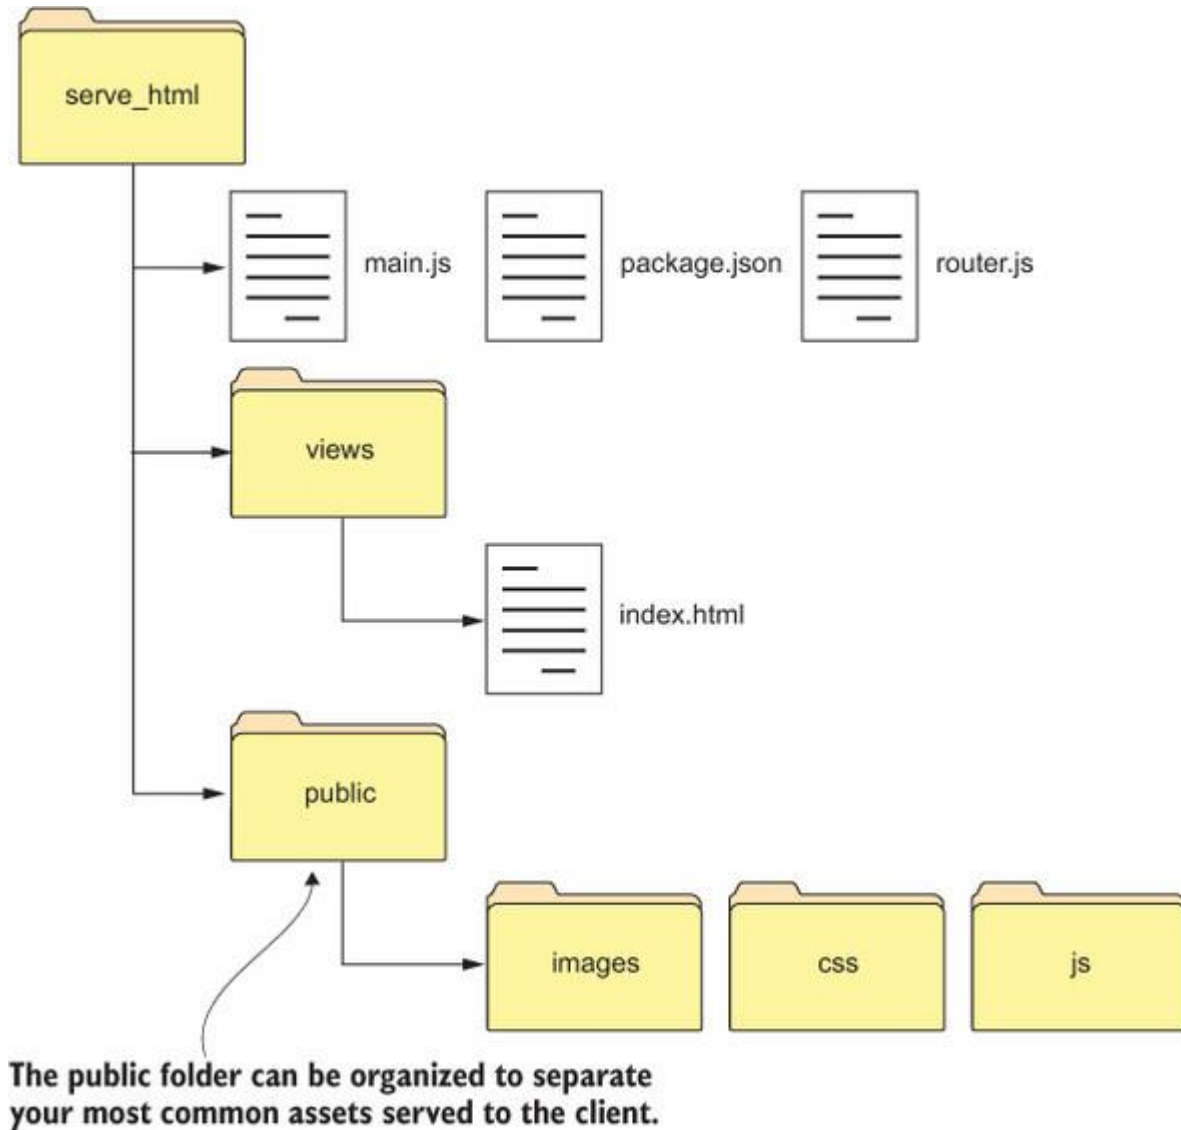 serve_html
main.js
package.json
router.js
views
index.html
public
images
css
js
The public folder can be organized to separate
your most common assets served to the client.